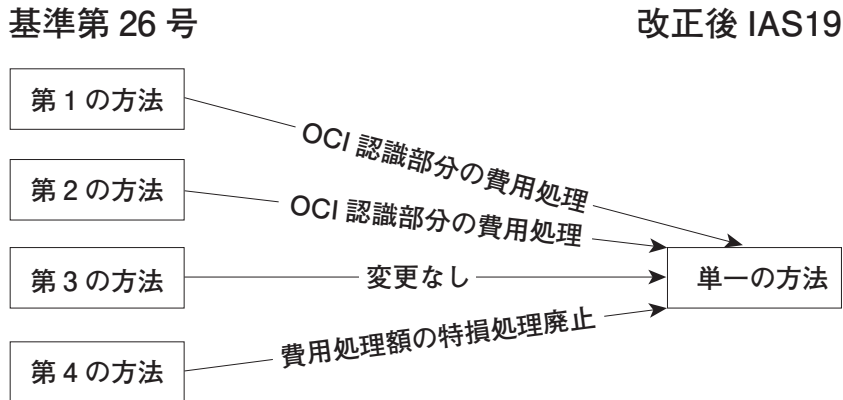 基準第 26 号
改正後 IAS19
第 1 の方法
OCI 認識部分の費用処理
第 2 の方法
OCI 認識部分の費用処理
第 3 の方法
変更なし
単一の方法
費用処理額の特損処理廃止
第 4 の方法